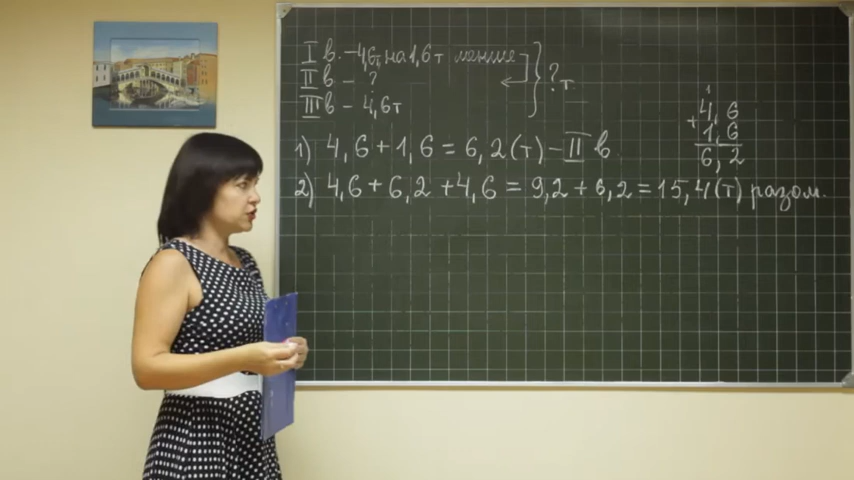 I в. - 4,6т на 1,6 т менше
II в - ?
III в - 4,6т
? т.
1) 4,6 + 1,6 = 6,2 (т) - II в
2) 4,6 + 6,2 + 4,6 = 9,2 + 6,2 = 15,4 (т) разом.
1
4,6
+ 1,6
6,2